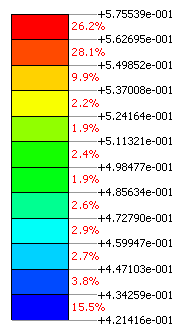 +5.75539e-001
26.2%
+5.62695e-001
28.1%
+5.49852e-001
9.9%
+5.37008e-001
2.2%
+5.24164e-001
1.9%
+5.11321e-001
2.4%
+4.98477e-001
1.9%
+4.85634e-001
2.6%
+4.72790e-001
2.9%
+4.59947e-001
2.7%
+4.47103e-001
3.8%
+4.34259e-001
15.5%
+4.21416e-001